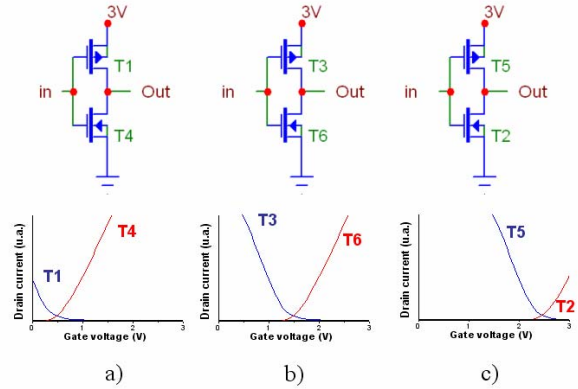 3V 3V 3V
T1 T3 T5
in Out in Out in Out
T4 T6 T2
Drain current (u.a.) T1 T4 0 1 2 3 Gate voltage (V)
Drain current (u.a.) T3 T6 0 1 2 3 Gate voltage (V)
Drain current (u.a.) T5 T2 0 1 2 3 Gate voltage (V)
a) b) c)